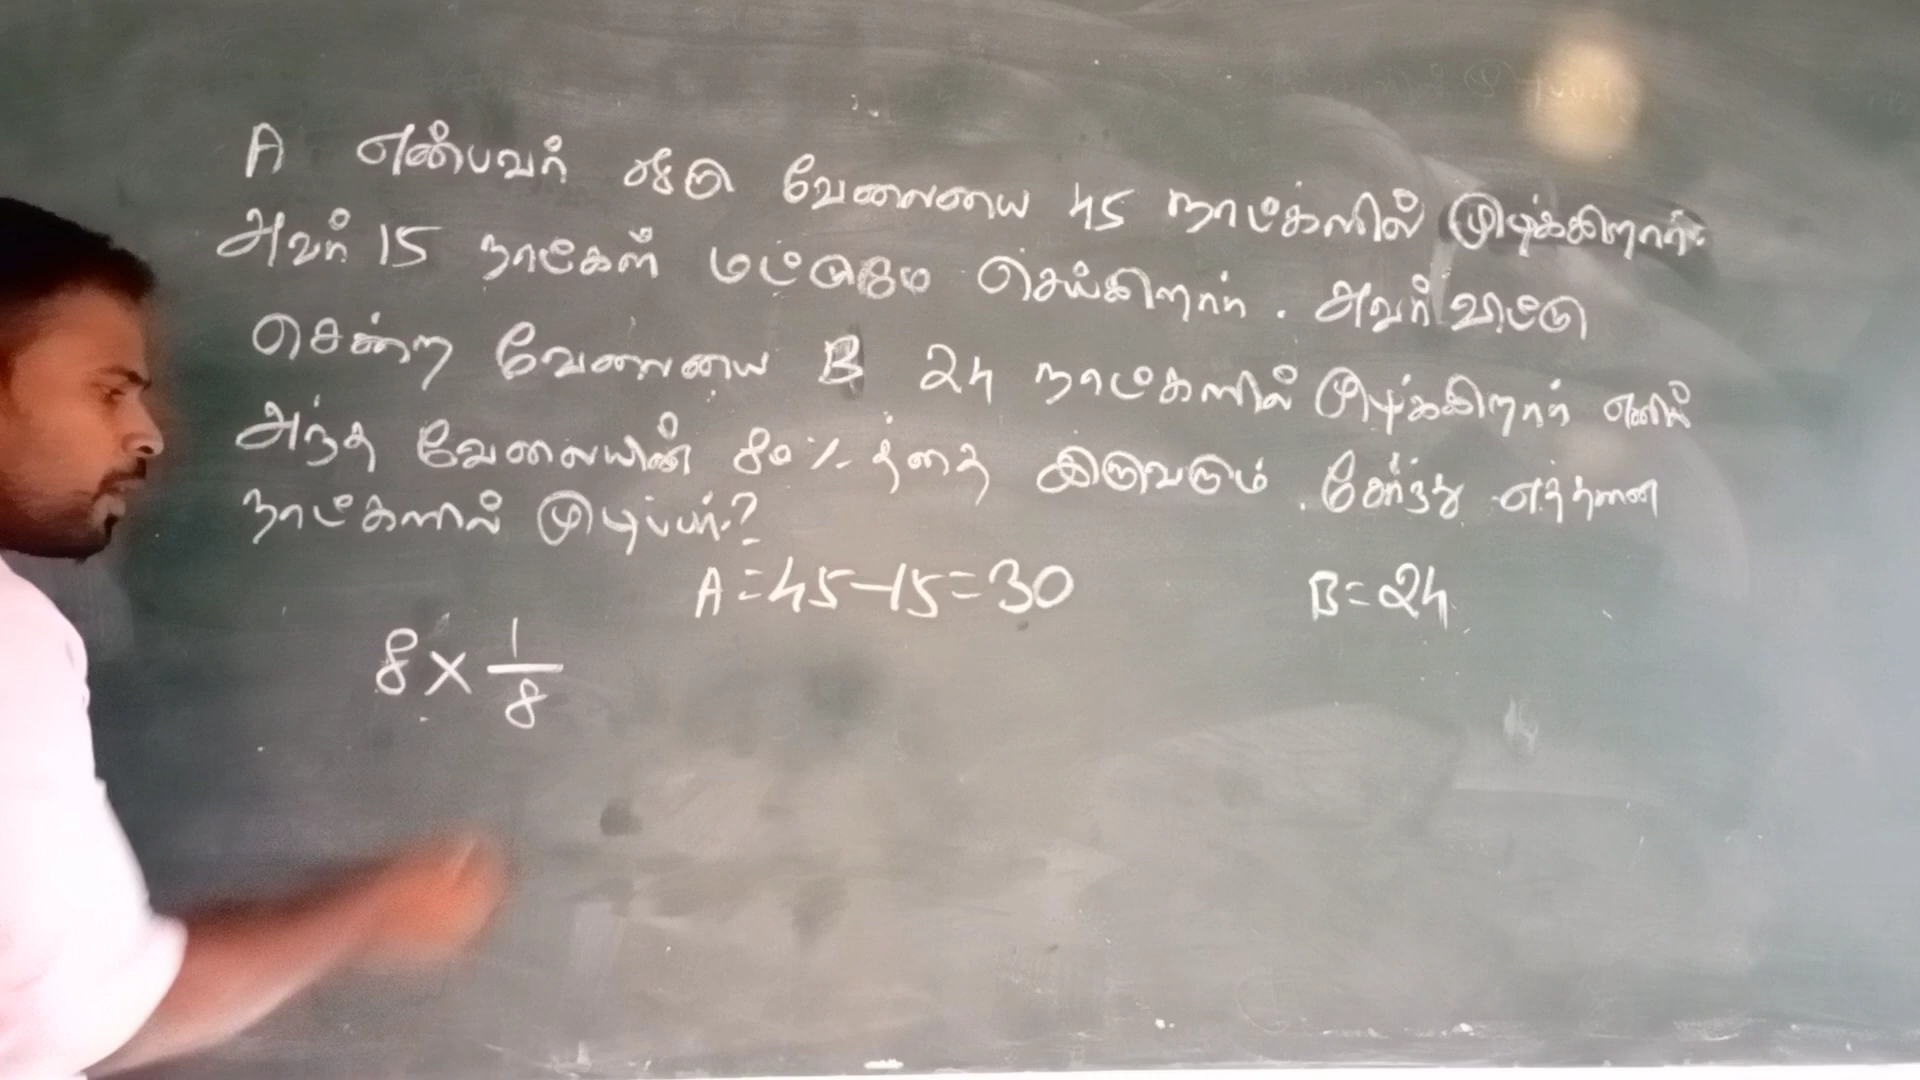 A என்பவர் ஒரு வேலையை 45 நாட்களில் முடிக்கிறார்.
அவர் 15 நாட்கள் மட்டுமே செய்கிறார். அவர் விட்டு
சென்ற வேலையை B 24 நாட்களில் முடிக்கிறார் எனில்
அந்த வேலையின் 80% த்தை இருவரும் சேர்ந்து எத்தனை
நாட்களில் முடிப்பர்.?
A=45-15=30 B=24
8 × 1/8